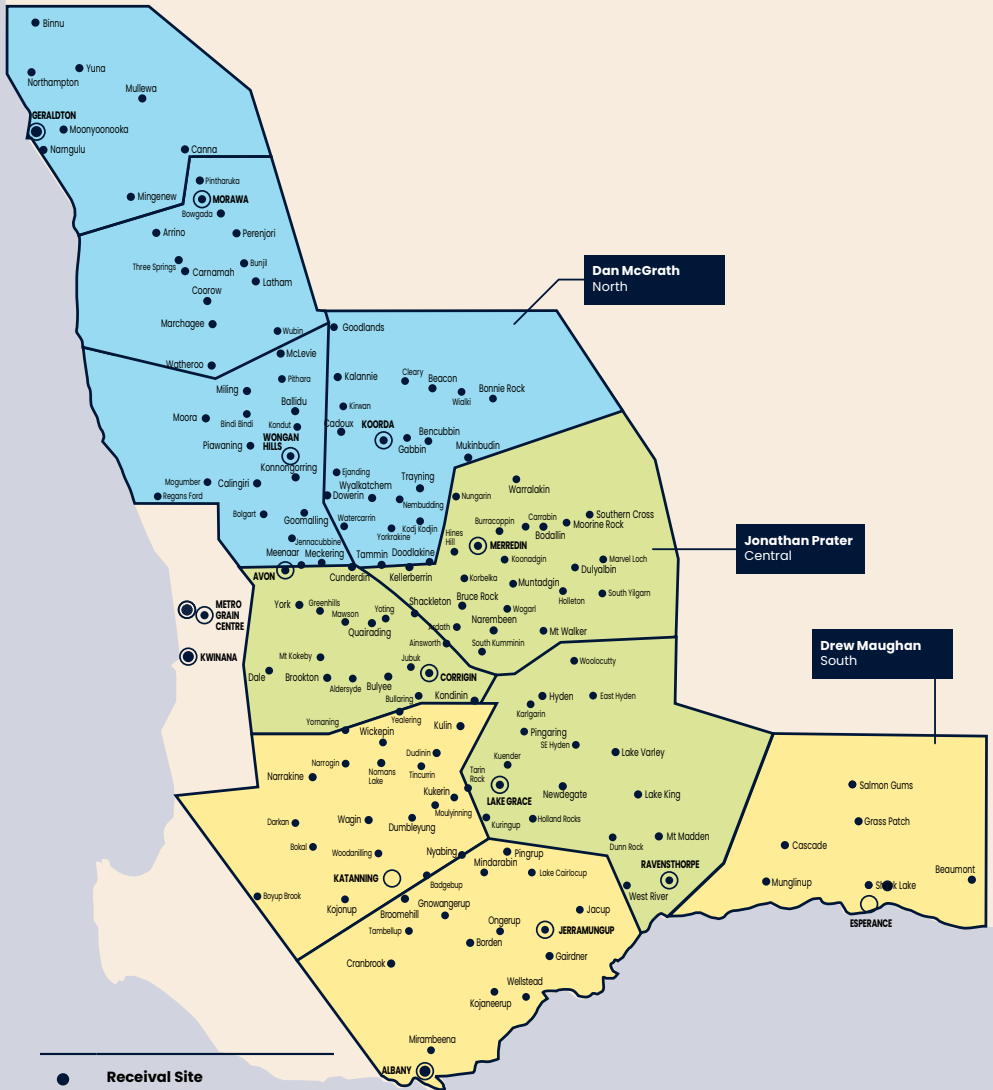 Binnu
Yuna
Northampton
Mullewa
GERALDTON
Moonyoonooka
Narngulu
Canna
Pintharuka
Mingenew
MORAWA
Bowgada
Arrino
Perenjori
Three Springs
Bunjil
Carnamah
Latham
Coorow
Marchagee
Wubin
Goodlands
McLevie
Watheroo
Dan McGrath
North
Pithara
Kalannie
Cleary
Beacon
Miling
Wialki
Bonnie Rock
Ballidu
Kirwan
Moora
Bindi Bindi
Kondut
Cadoux
KOORDA
Bencubbin
WONGAN
HILLS
Piawaning
Gabbin
Mukinbudin
Konnongorring
Ejanding
Trayning
Warralakin
Mogumber
Calingiri
Wyalkatchem
Regans Ford
Dowerin
Nembudding
Nungarin
Bolgart
Goomalling
Watercarrin
Yorkrakine
Kodj Kodjin
Hines
Hill
Burracoppin
Carrabin
Southern Cross
Moorine Rock
Bodallin
Jennacubbine
MERREDIN
Jonathan Prater
Central
Meenaar
Meckering
Tammin
Doodlakine
Koonadgin
Marvel Loch
Dulyalbin
AVON
Cunderdin
Kellerberrin
Korbelka
Muntadgin
South Yilgarn
Holleton
METRO
GRAIN
CENTRE
York
Greenhills
Mawson
Yoting
Shackleton
Bruce Rock
Wogarl
Quairading
Ardath
Narembeen
Mt Walker
Ainsworth
South Kumminin
KWINANA
Mt Kokeby
Jubuk
Woolocutty
Drew Maughan
South
Dale
Brookton
Aldersyde
Bulyee
CORRIGIN
Bullaring
Kondinin
Hyden
East Hyden
Karlgarin
Yornaning
Yealering
Wickepin
Kulin
Pingaring
SE Hyden
Lake Varley
Dudinin
Kuender
Narrogin
Nomans
Lake
Tincurrin
Tarin
Rock
Narrakine
Kukerin
Newdegate
Lake King
Salmon Gums
LAKE GRACE
Moulyinning
Darkan
Wagin
Dumbleyung
Kuringup
Holland Rocks
Grass Patch
Bokal
Woodanilling
Nyabing
Pingrup
Dunn Rock
Mt Madden
Cascade
Mindarabin
Lake Cairlocup
RAVENSTHORPE
Beaumont
KATANNING
Badgebup
Munglinup
Lake
Boyup Brook
Kojonup
Broomehill
Gnowangerup
West River
Jacup
ESPERANCE
Tambellup
Ongerup
JERRAMUNGUP
Borden
Gairdner
Cranbrook
Wellstead
Kojaneerup
Mirambeena
ALBANY
Receival Site